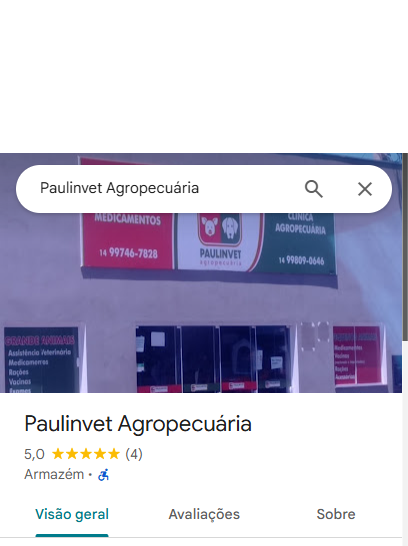 Paulinvet Agropecuária
MEDICAMENTOS
14 99746-7828
PAULINVET
agropecuária
CLÍNICA
AGROPECUÁRIA
14 99809-0646
GRANDE ANIMAIS
Assistência Veterinária
Medicamentos
Rações
Vacinas
Medicamentos
Vacinas
Rações
Paulinvet Agropecuária
5,0 (4)
Armazém ·
Visão geral
Avaliações
Sobre